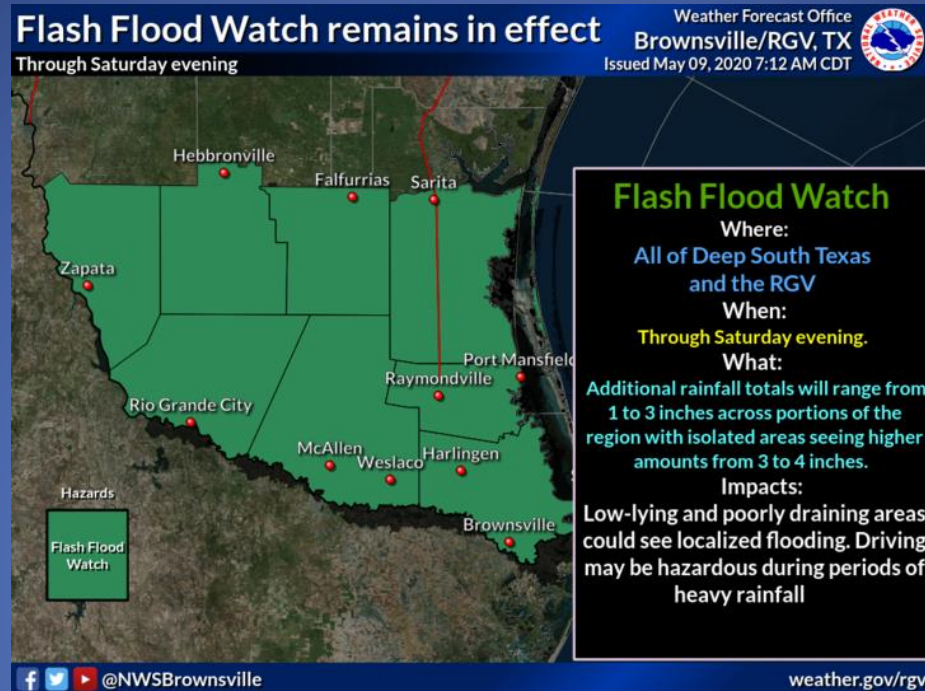 Flash Flood Watch remains in effect
Through Saturday evening
Weather Forecast Office
Brownsville/RGV, TX
Issued May 09, 2020 7:12 AM CDT
NATIONAL WEATHER SERVICE
Hebbronville
Falfurrias
Sarita
Zapata
Port Mansfield
Raymondville
Rio Grande City
McAllen
Weslaco
Harlingen
Brownsville
Hazards
Flash Flood
Watch
Flash Flood Watch
Where:
All of Deep South Texas
and the RGV
When:
Through Saturday evening.
What:
Additional rainfall totals will range from
1 to 3 inches across portions of the
region with isolated areas seeing higher
amounts from 3 to 4 inches.
Impacts:
Low-lying and poorly draining areas
could see localized flooding. Driving
may be hazardous during periods of
heavy rainfall
@NWSBrownsville
weather.gov/rgv